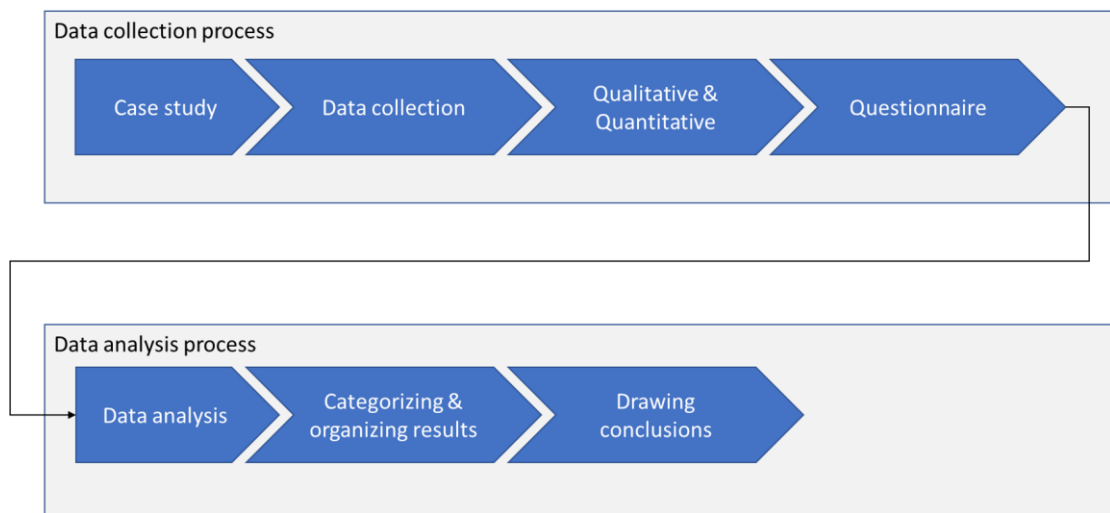 Data collection process
Case study
Data collection
Qualitative &
Quantitative
Questionnaire
Data analysis process
Data analysis
Categorizing &
organizing results
Drawing
conclusions